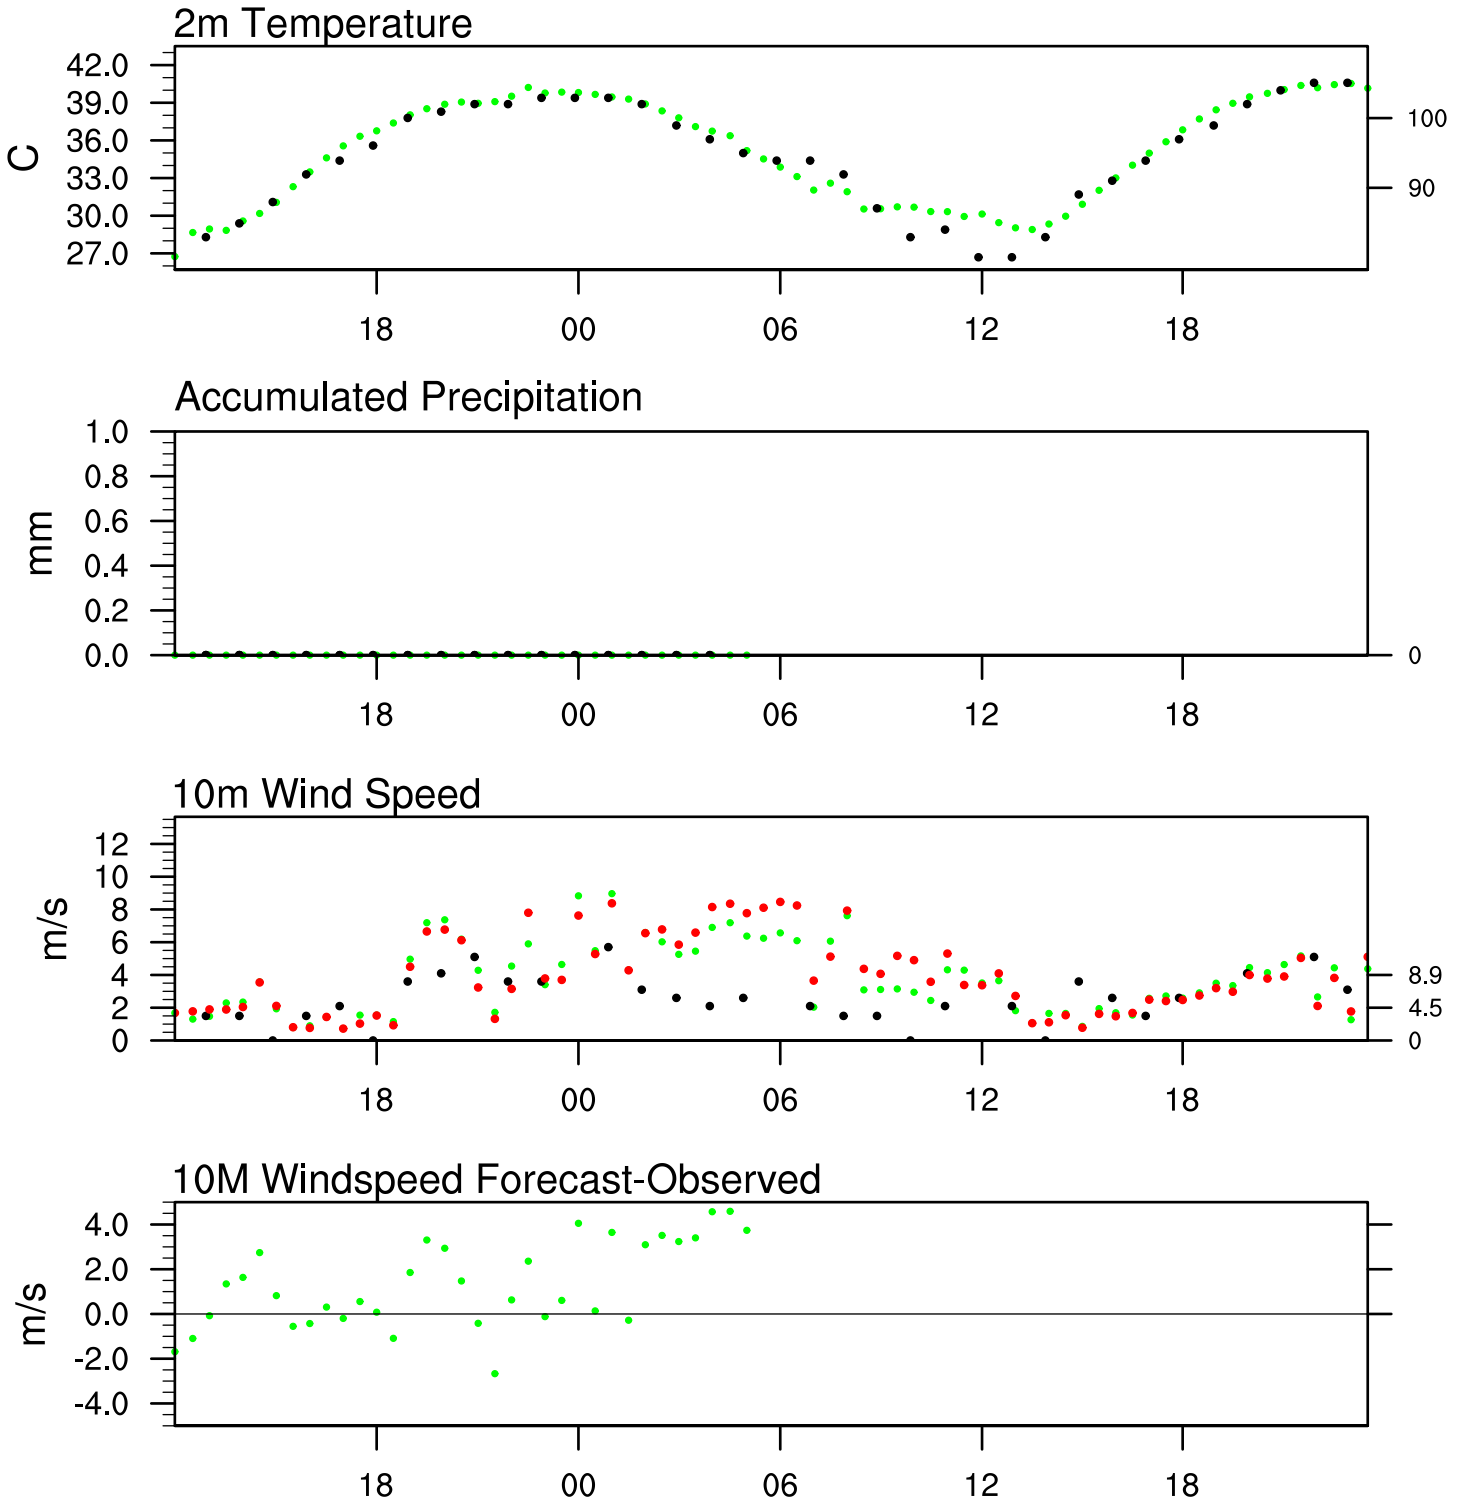 2m Temperature
42.0
39.0
36.0
33.0
30.0
27.0
C
100
90
18 00 06 12 18
Accumulated Precipitation
1.0
0.8
0.6
0.4
0.2
0.0
mm
0
18 00 06 12 18
10m Wind Speed
12
10
8
6
4
2
0
m/s
8.9
4.5
0
18 00 06 12 18
10M Windspeed Forecast-Observed
4.0
2.0
0.0
-2.0
-4.0
m/s
18 00 06 12 18